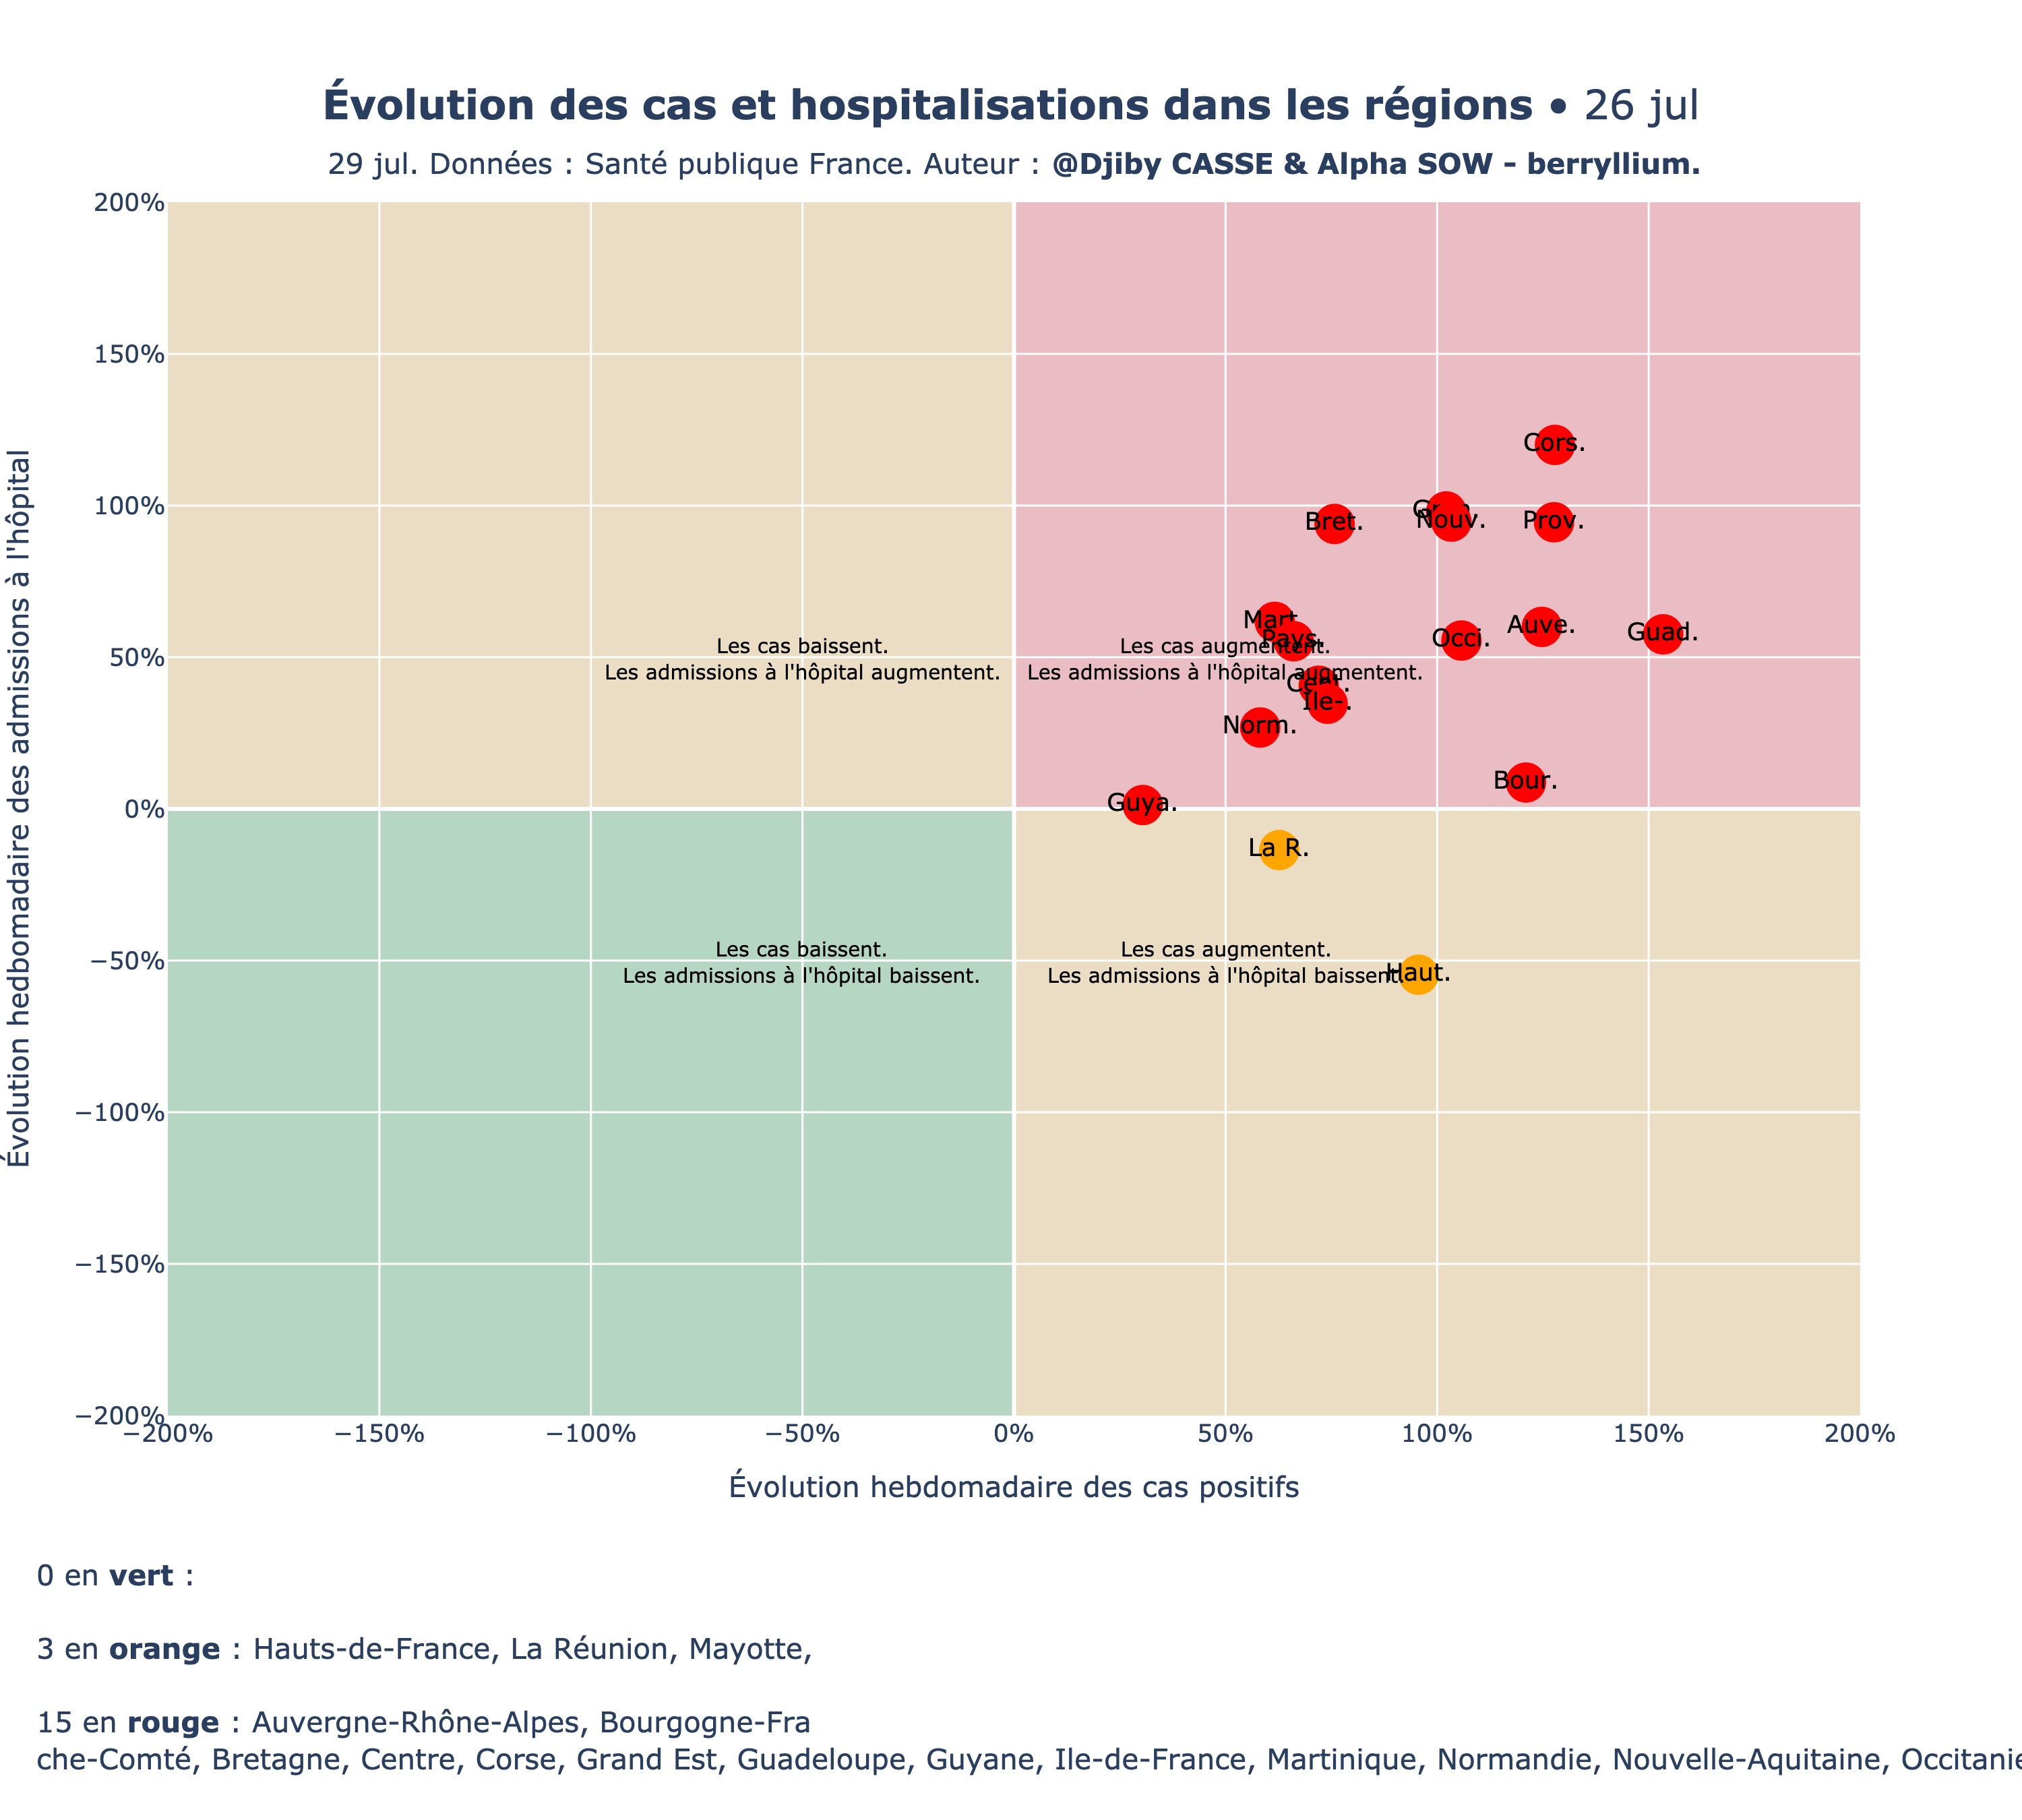 Évolution des cas et hospitalisations dans les régions • 26 jul
29 jul. Données : Santé publique France. Auteur : @Djiby CASSE & Alpha SOW - berryllium.
Évolution hedbomadaire des admissions à l'hôpital
200%
150%
100%
50%
0%
−50%
−100%
−150%
−200%
Cors.
Nouv.
Bret.
Prov.
Mart.
Auve.
Guad.
Pays.
Occi.
Les cas baissent.
Les admissions à l'hôpital augmentent.
Les cas augmentent.
Les admissions à l'hôpital augmentent.
Cent.
Ile-.
Norm.
Bour.
Guya.
La R.
Les cas baissent.
Les admissions à l'hôpital baissent.
Les cas augmentent.
Les admissions à l'hôpital baissent.
Haut.
−200%
−150%
−100%
−50%
0%
50%
100%
150%
200%
Évolution hebdomadaire des cas positifs
0 en vert :
3 en orange : Hauts-de-France, La Réunion, Mayotte,
15 en rouge : Auvergne-Rhône-Alpes, Bourgogne-Fra
che-Comté, Bretagne, Centre, Corse, Grand Est, Guadeloupe, Guyane, Ile-de-France, Martinique, Normandie, Nouvelle-Aquitaine, Occitanie